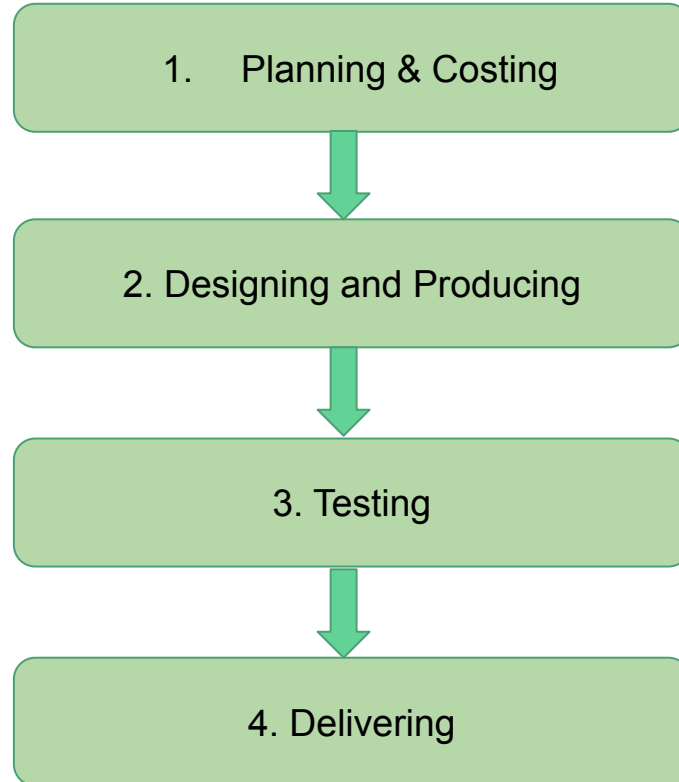 1. Planning & Costing
2. Designing and Producing
3. Testing
4. Delivering